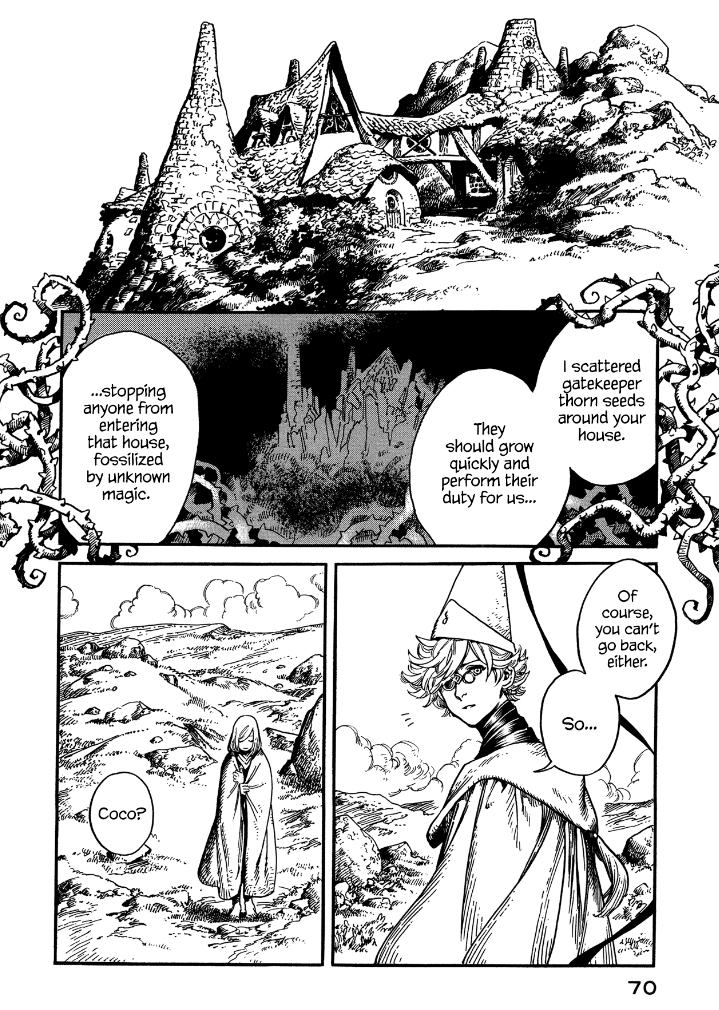 I scattered
gatekeeper
thorn seeds
around your
house.
They
should grow
quickly and
perform their
duty for us...
...stopping
anyone from
entering
that house,
fossilized
by unknown
magic.
Of
course,
you can't
go back,
either.
So...
Coco?
70